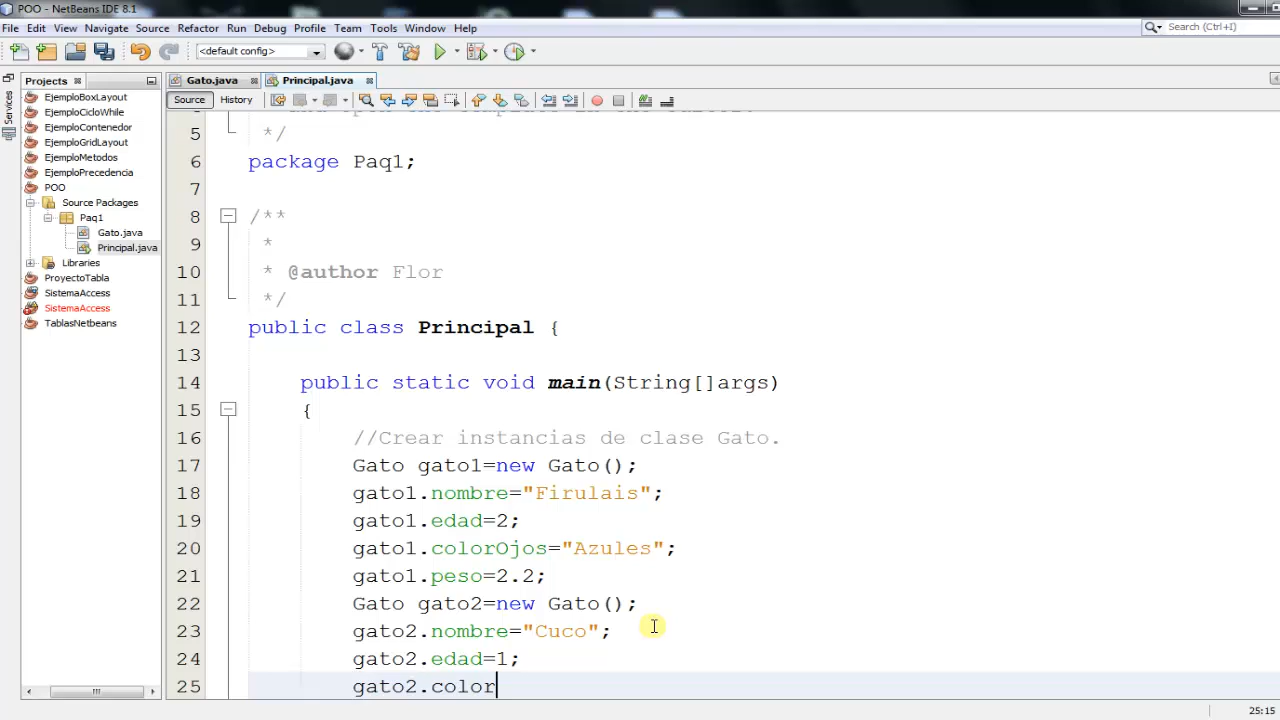 POO - NetBeans IDE 8.1
File Edit View Navigate Source Refactor Run Debug Profile Team Tools Window Help
Search (Ctrl+I)
<default config>
Projects
Gato.java Principal.java
Services
Source History
EjemploBoxLayout
EjemploCicloWhile
EjemploContenedor
EjemploGridLayout
EjemploMetodos
EjemploPrecedencia
POO
Source Packages
Paq1
Gato.java
Principal.java
Libraries
ProyectoTabla
SistemaAccess
SistemaAccess
TablasNetbeans
5 */
6 package Paq1;
7
8 /**
9 *
10 * @author Flor
11 */
12 public class Principal {
13
14 public static void main(String[]args)
15 {
16 //Crear instancias de clase Gato.
17 Gato gato1=new Gato();
18 gato1.nombre="Firulais";
19 gato1.edad=2;
20 gato1.colorOjos="Azules";
21 gato1.peso=2.2;
22 Gato gato2=new Gato();
23 gato2.nombre="Cuco";
24 gato2.edad=1;
25 gato2.color
25:15